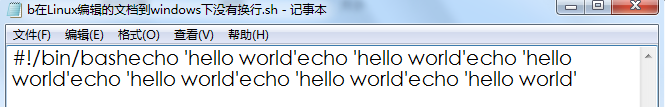 b在Linux编辑的文档到windows下没有换行.sh - 记事本
文件(F) 编辑(E) 格式(O) 查看(V) 帮助(H)
#!/bin/bashecho 'hello world'echo 'hello world'echo 'hello
world'echo 'hello world'echo 'hello world'echo 'hello world'